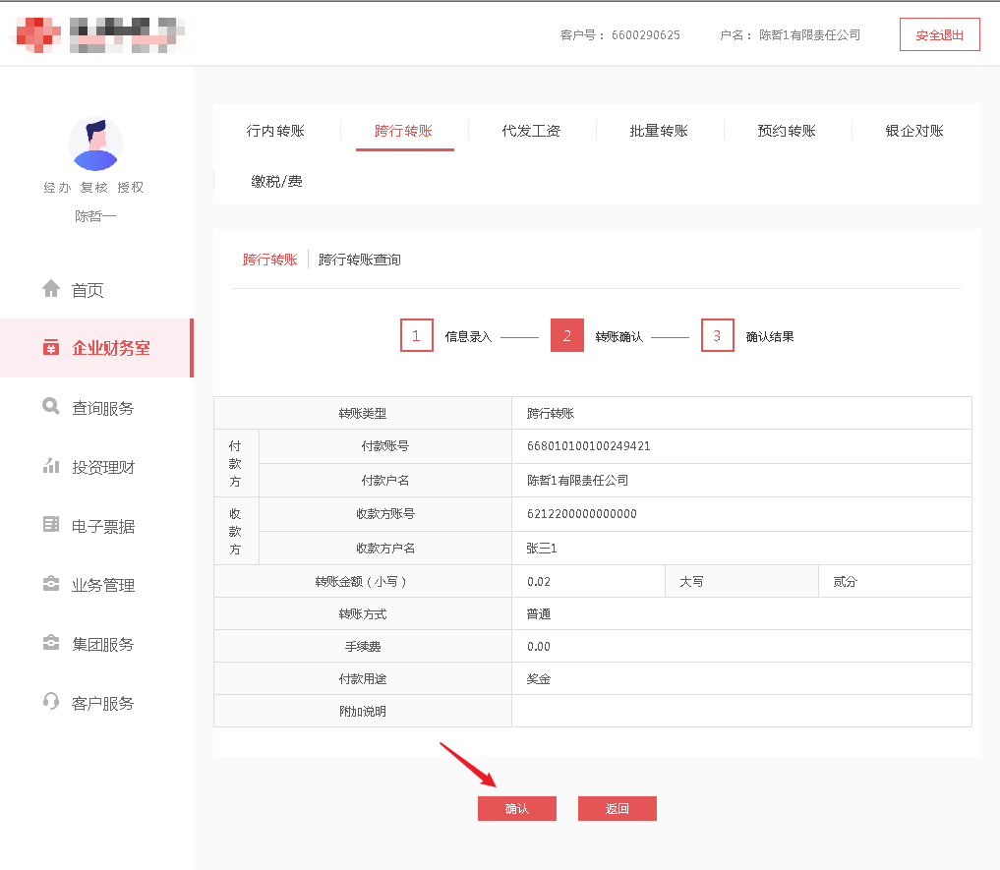 客户号： 6600290625 户名： 陈哲1有限责任公司 安全退出
行内转账 跨行转账 代发工资 批量转账 预约转账 银企对账
缴税/费
经办 复核 授权
陈哲一
首页
企业财务室
查询服务
投资理财
电子票据
业务管理
集团服务
客户服务
跨行转账 跨行转账查询
1 信息录入 2 转账确认 3 确认结果
转账类型 跨行转账
付款方
付款账号 668010100100249421
付款户名 陈哲1有限责任公司
收款方
收款方账号 6212200000000000
收款方户名 张三1
转账金额（小写） 0.02 大写 贰分
转账方式 普通
手续费 0.00
付款用途 奖金
附加说明
确认 返回